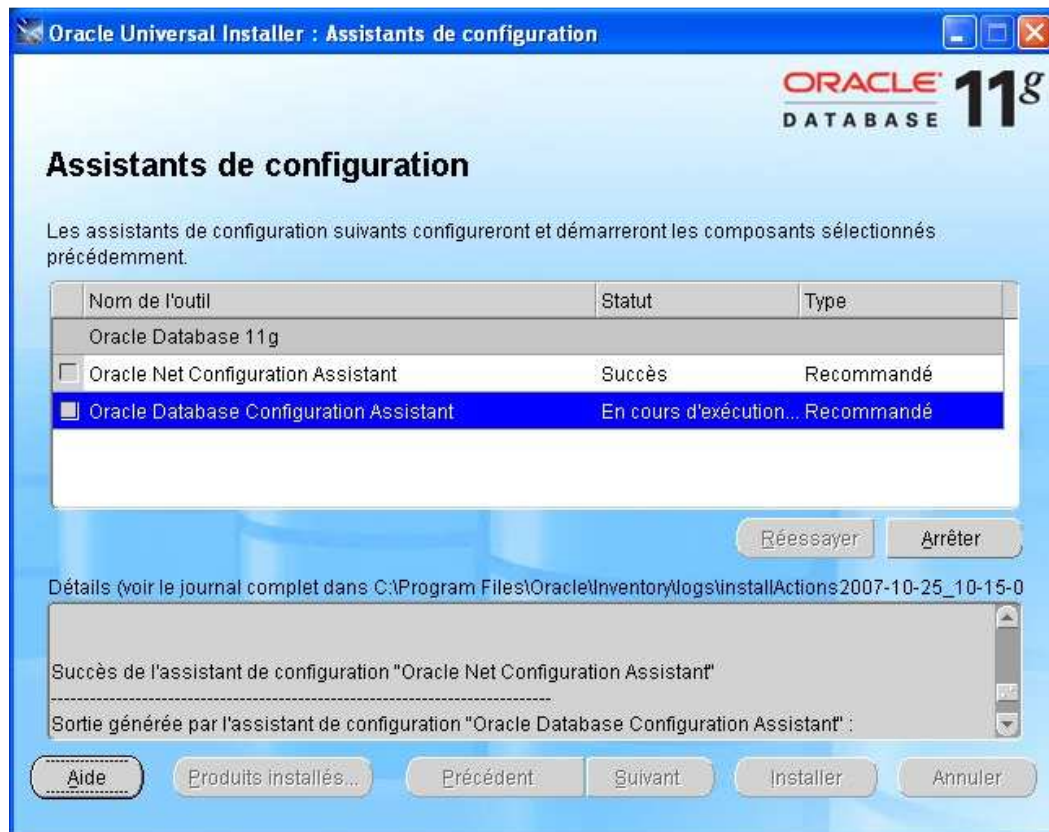 Oracle Universal Installer : Assistants de configuration
ORACLE
DATABASE
11g
Assistants de configuration
Les assistants de configuration suivants configureront et démarreront les composants sélectionnés
précédemment.
Nom de l'outil Statut Type
Oracle Database 11g
Oracle Net Configuration Assistant Succès Recommandé
Oracle Database Configuration Assistant En cours d'exécution... Recommandé
Réessayer Arrêter
Détails (voir le journal complet dans C:\Program Files\Oracle\Inventory\logs\installActions2007-10-25_10-15-0
Succès de l'assistant de configuration "Oracle Net Configuration Assistant"
-----------------------------------------------------------------------------
Sortie générée par l'assistant de configuration "Oracle Database Configuration Assistant" :
Aide Produits installés... Précédent Suivant Installer Annuler